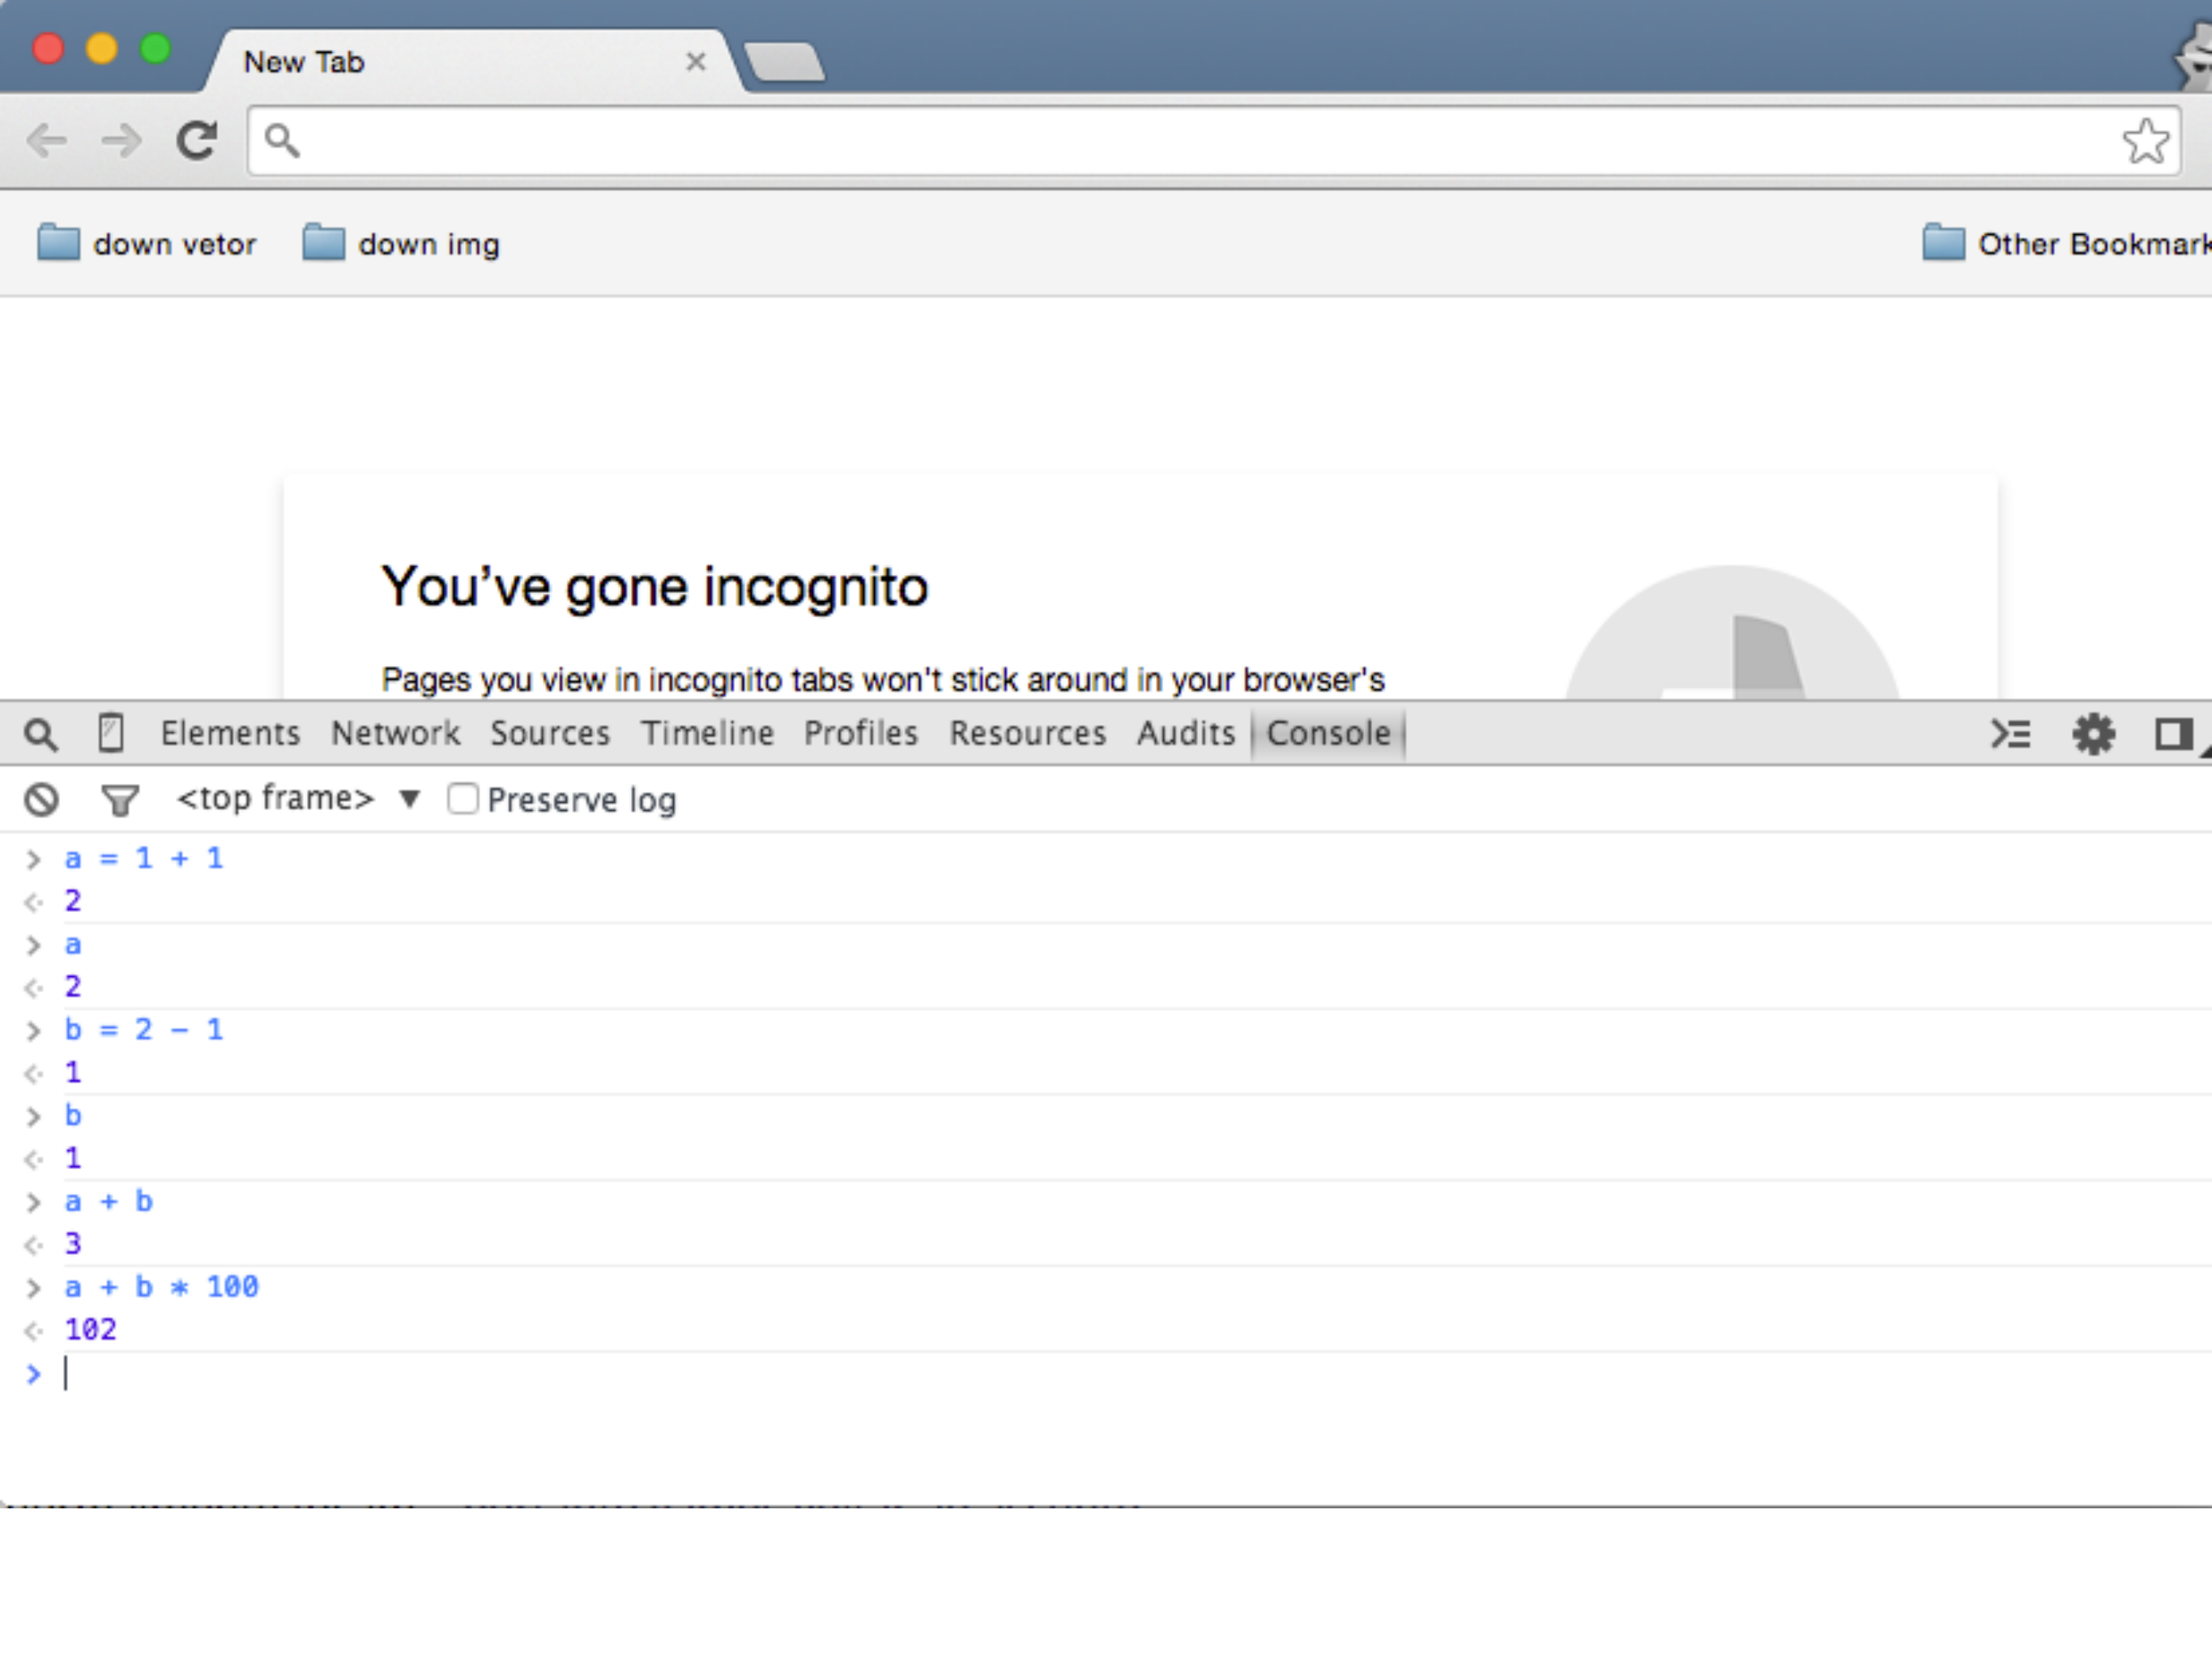 New Tab
down vetor down img Other Bookmark
You've gone incognito
Pages you view in incognito tabs won't stick around in your browser's
Elements Network Sources Timeline Profiles Resources Audits Console
<top frame> ▼ Preserve log
> a = 1 + 1
2
> a
2
> b = 2 - 1
1
> b
1
> a + b
3
> a + b * 100
102
>